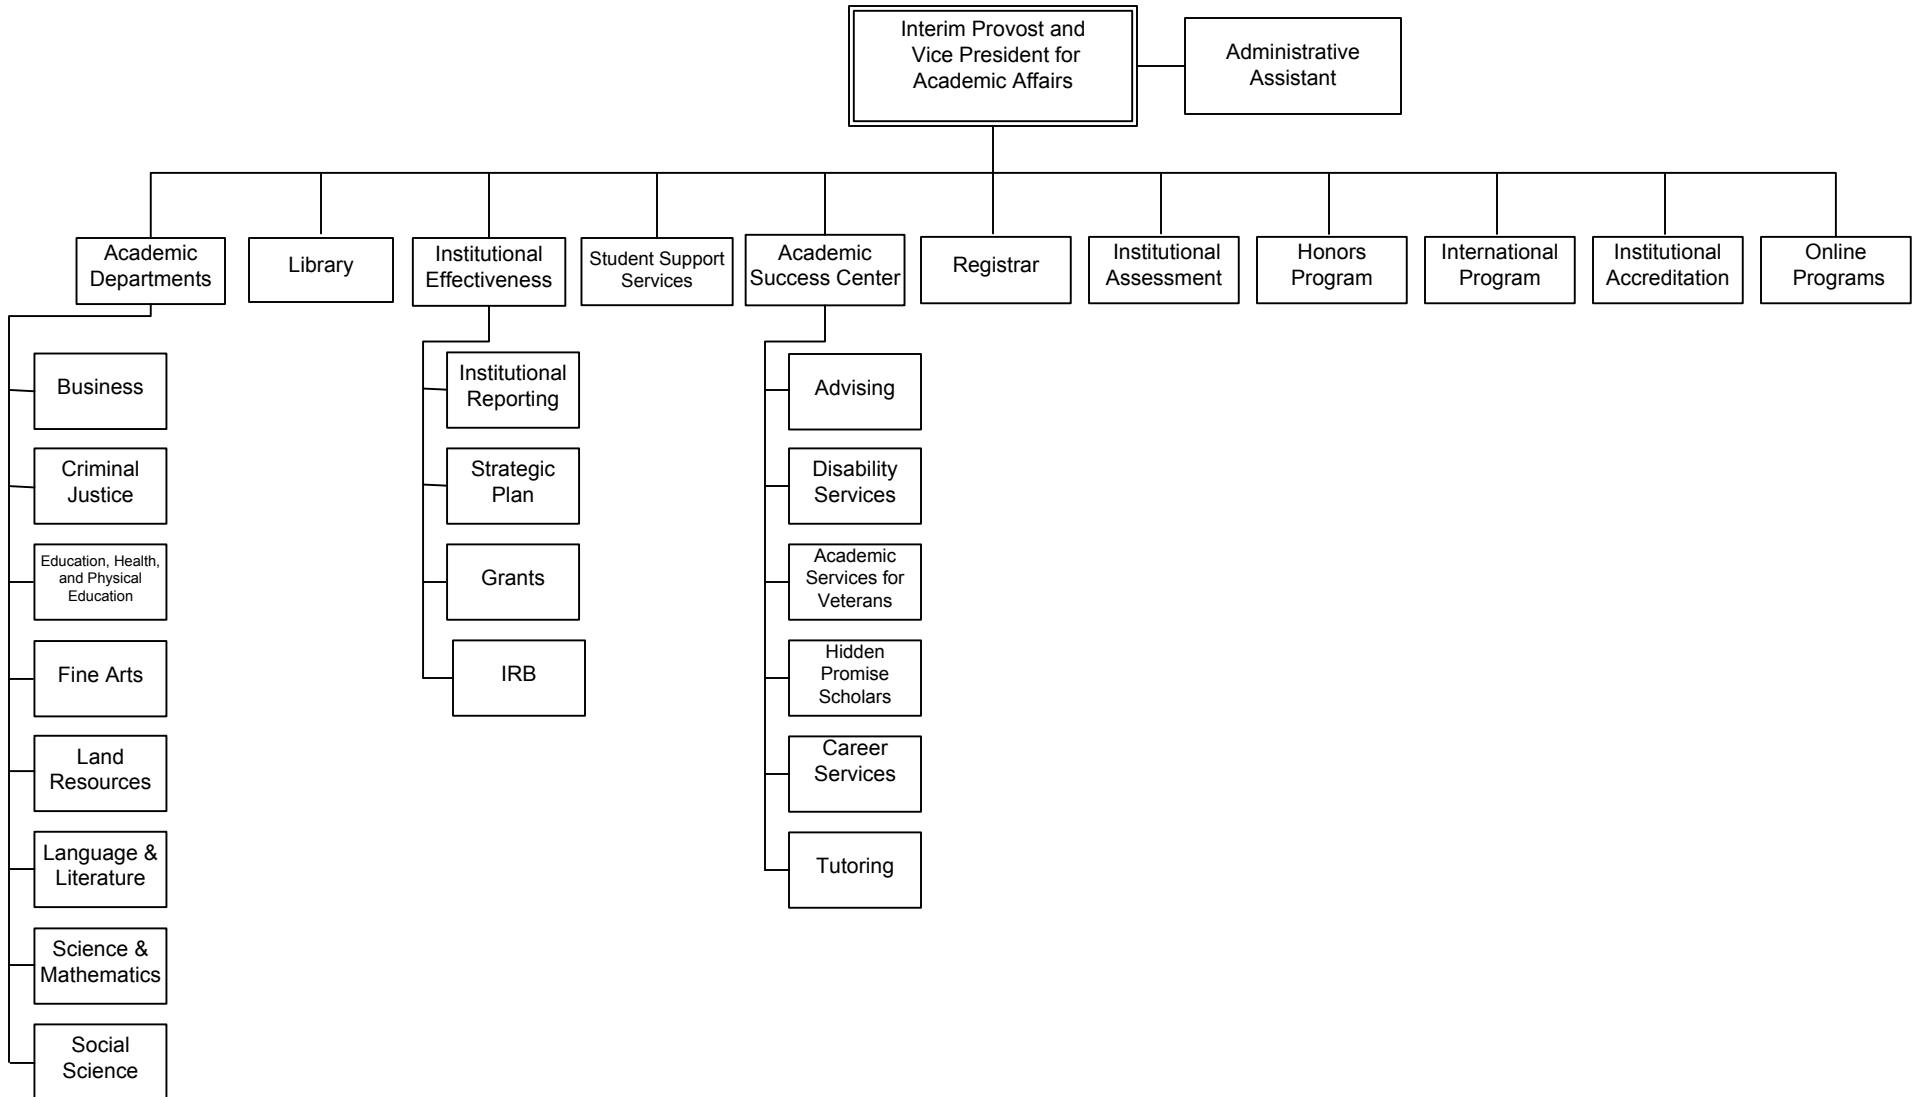 Interim Provost and
Vice President for
Academic Affairs
Administrative
Assistant
Academic
Departments
Library
Institutional
Effectiveness
Student Support
Services
Academic
Success Center
Registrar
Institutional
Assessment
Honors
Program
International
Program
Institutional
Accreditation
Online
Programs
Business
Criminal
Justice
Education, Health,
and Physical
Education
Fine Arts
Land
Resources
Language &
Literature
Science &
Mathematics
Social
Science
Institutional
Reporting
Strategic
Plan
Grants
IRB
Advising
Disability
Services
Academic
Services for
Veterans
Hidden
Promise
Scholars
Career
Services
Tutoring